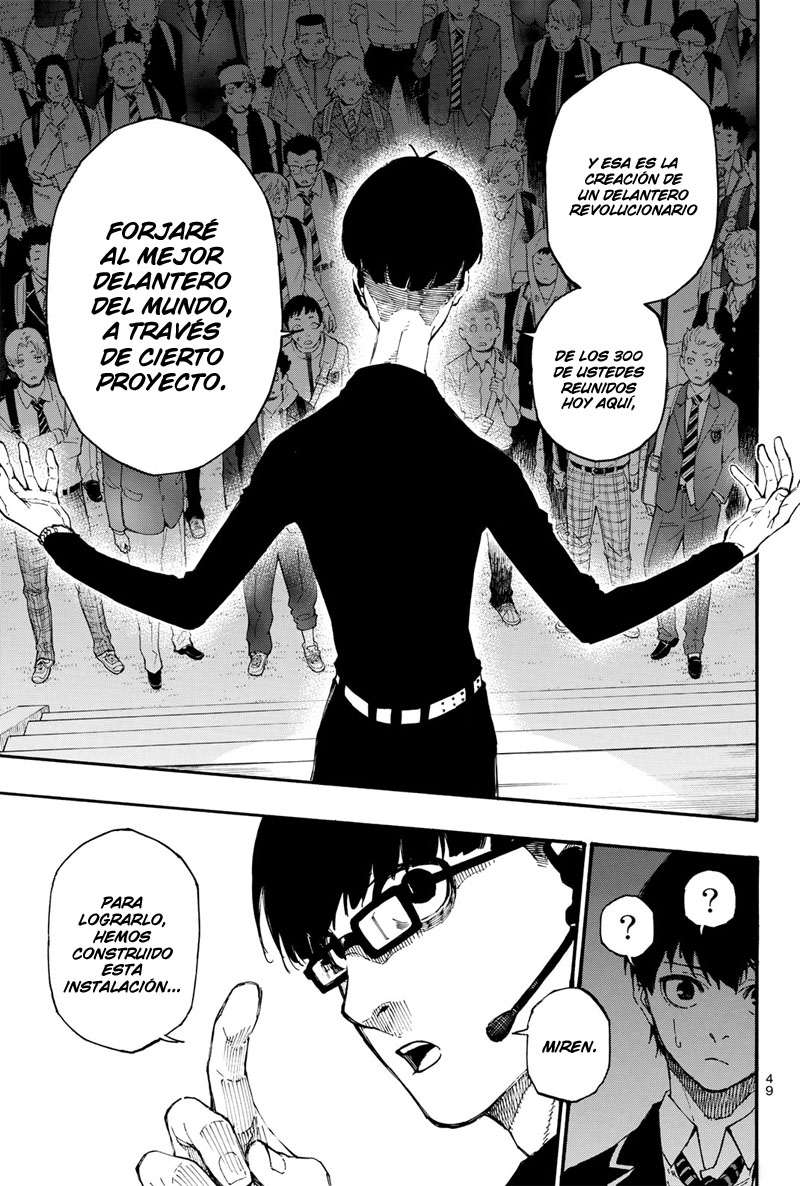 Y ESA ES LA
CREACIÓN DE
UN DELANTERO
REVOLUCIONARIO
DE LOS 300
DE USTEDES
REUNIDOS
HOY AQUÍ,
FORJARÉ
AL MEJOR
DELANTERO
DEL MUNDO,
A TRAVÉS
DE CIERTO
PROYECTO.
?
?
MIREN.
PARA
LOGRARLO,
HEMOS
CONSTRUIDO
ESTA
INSTALACIÓN...
49